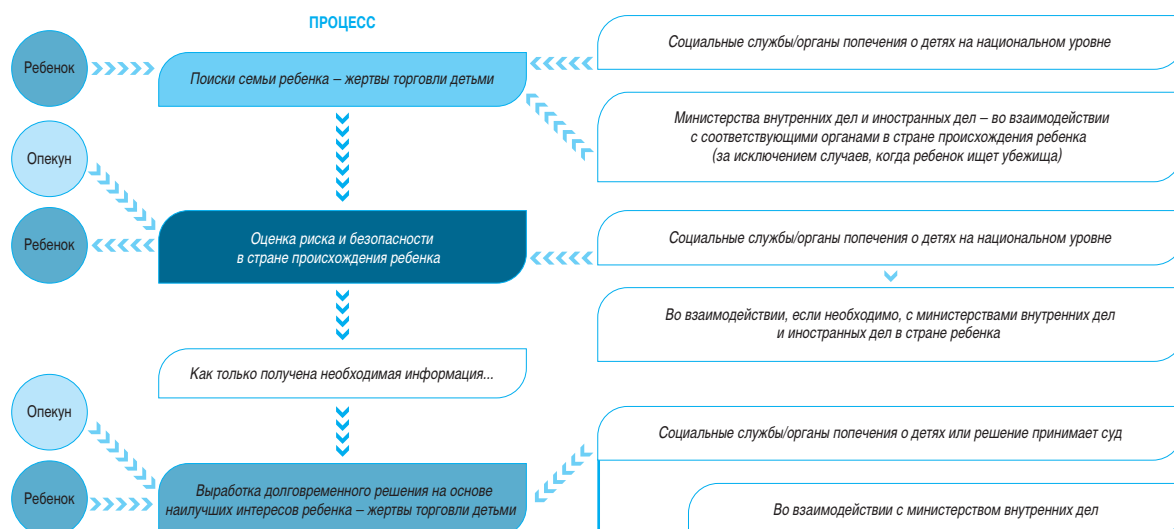 ПРОЦЕСС
Ребенок
Поиски семьи ребенка – жертвы торговли детьми
Социальные службы/органы попечения о детях на национальном уровне
Министерства внутренних дел и иностранных дел – во взаимодействии
с соответствующими органами в стране происхождения ребенка
(за исключением случаев, когда ребенок ищет убежища)
Опекун
Ребенок
Оценка риска и безопасности
в стране происхождения ребенка
Социальные службы/органы попечения о детях на национальном уровне
Во взаимодействии, если необходимо, с министерствами внутренних дел
и иностранных дел в стране ребенка
Как только получена необходимая информация...
Опекун
Ребенок
Выработка долговременного решения на основе
наилучших интересов ребенка – жертвы торговли детьми
Социальные службы/органы попечения о детях или решение принимает суд
Во взаимодействии с министерством внутренних дел